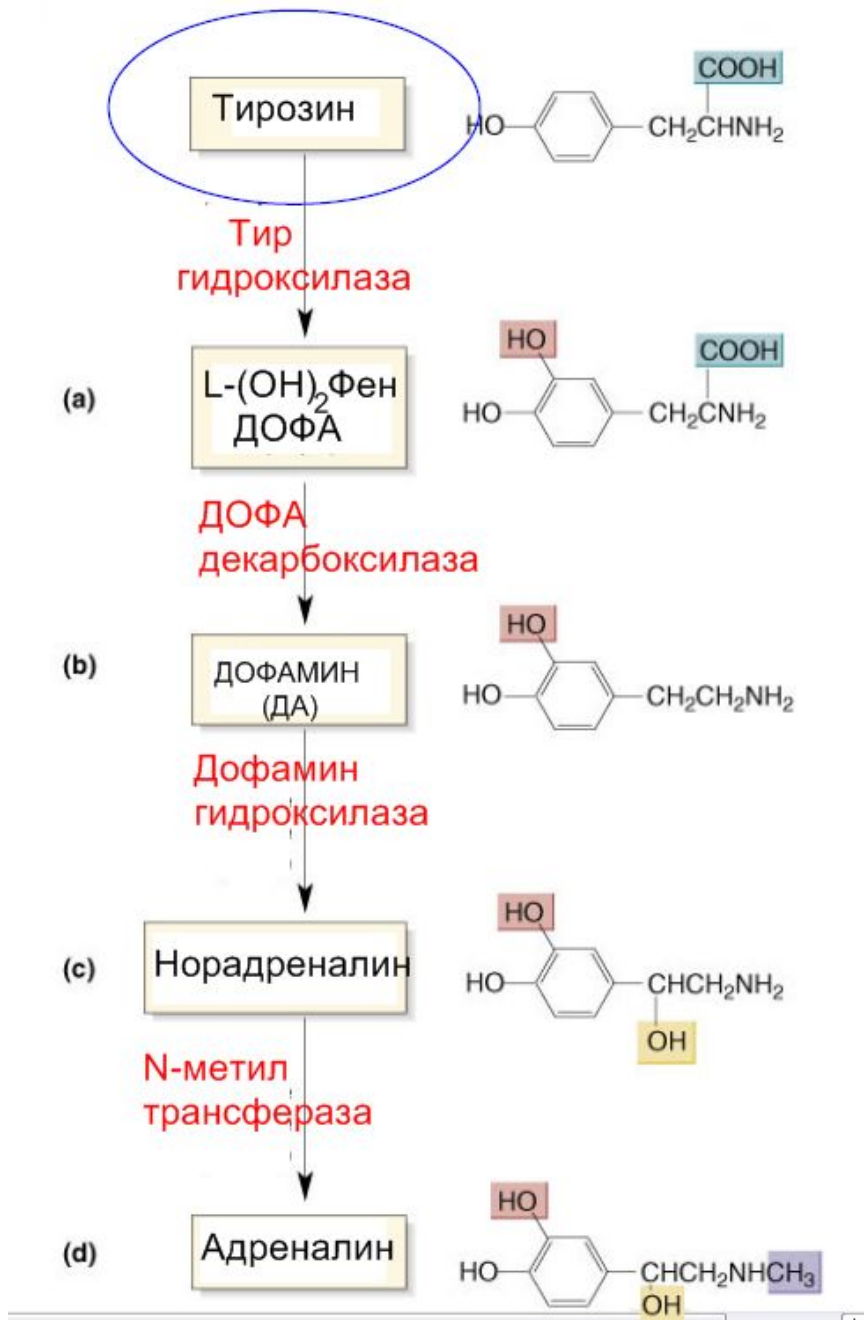 Тирозин
COOH
HO
CH₂CHNH₂
Тир
гидроксилаза
(a)
L-(OH)₂Фен
ДОФА
HO
COOH
HO
CH₂CNH₂
ДОФА
декарбоксилаза
(b)
ДОФАМИН
(ДА)
HO
HO
CH₂CH₂NH₂
Дофамин
гидроксилаза
(c)
Норадреналин
HO
HO
CHCH₂NH₂
OH
N-метил
трансфераза
(d)
Адреналин
HO
HO
CHCH₂NHCH₃
OH